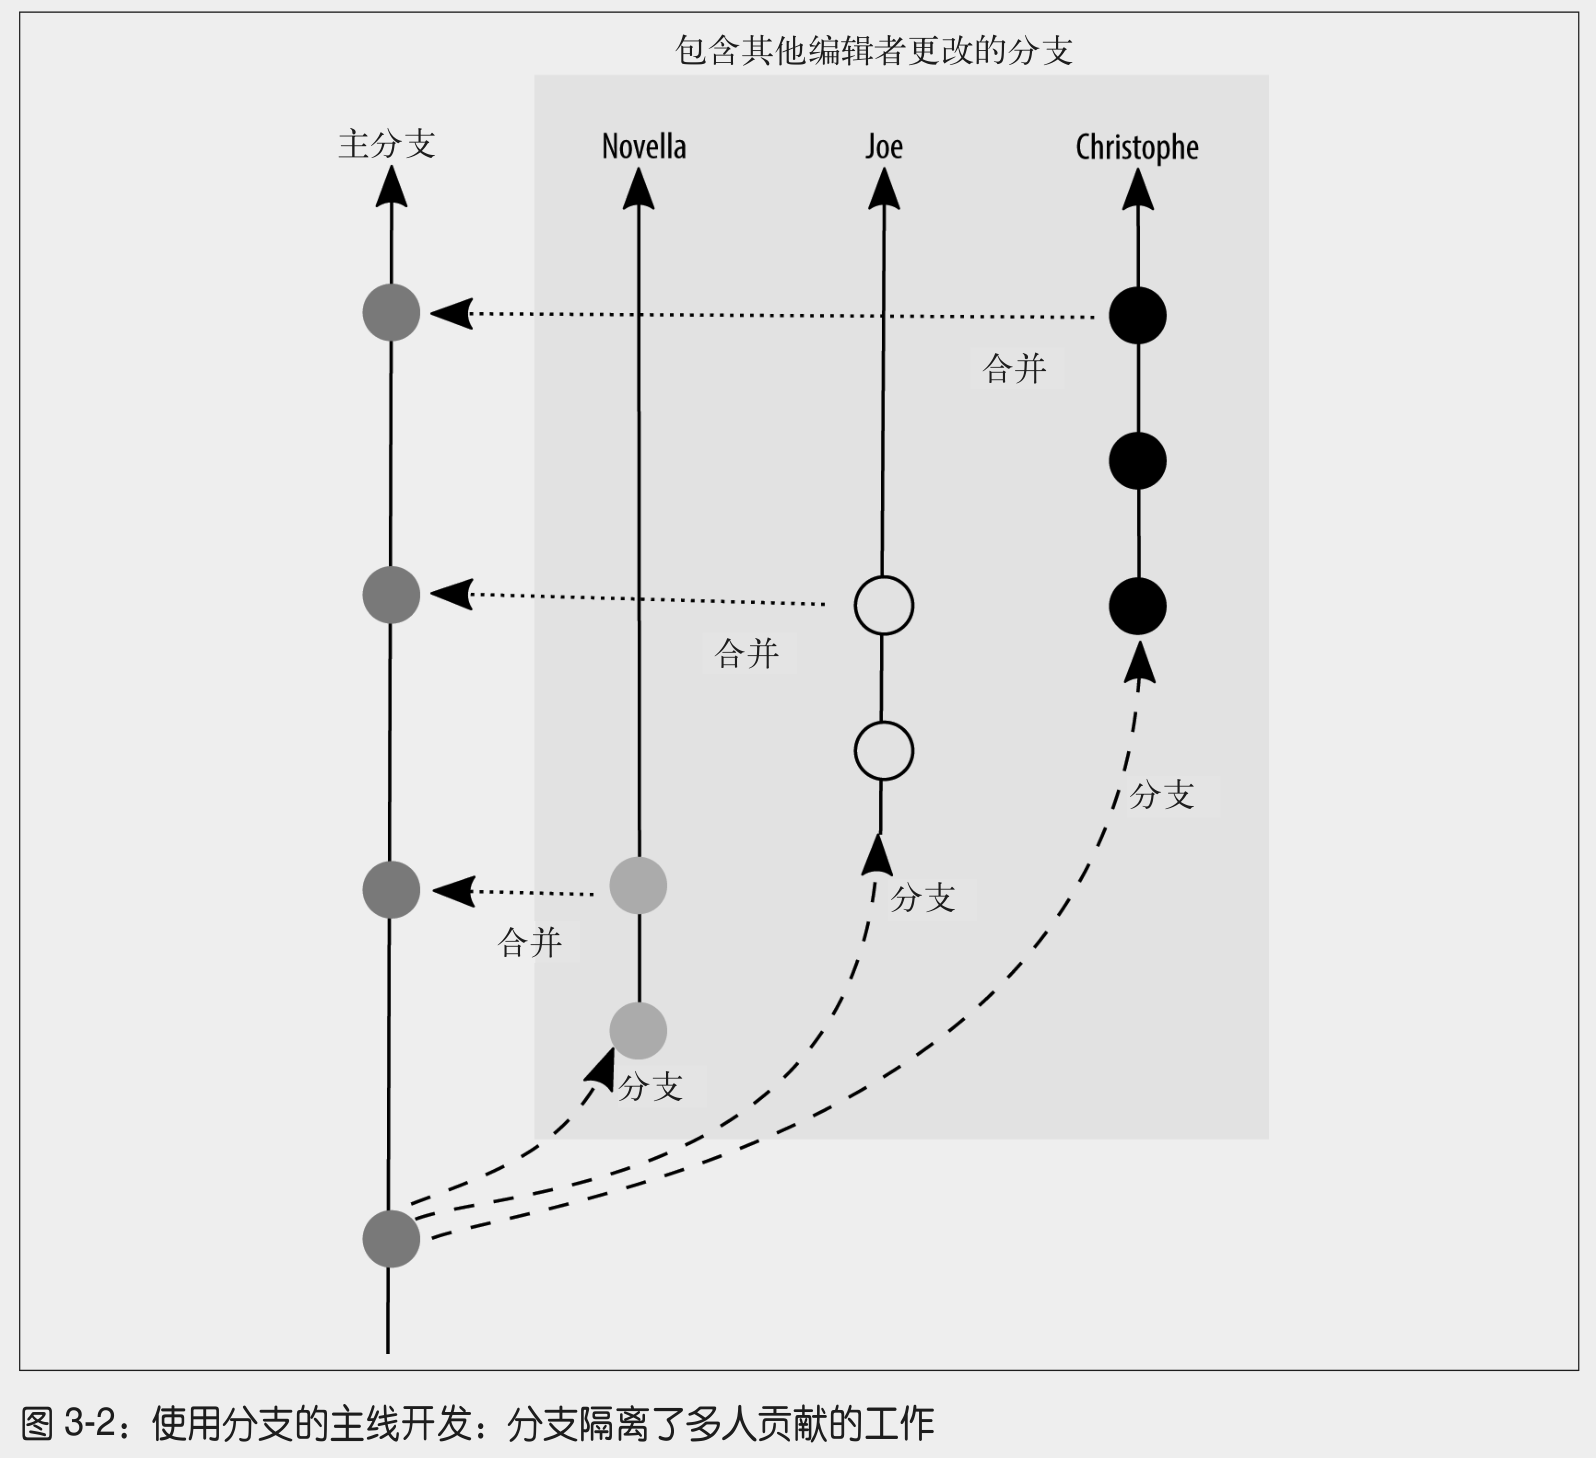 包含其他编辑者更改的分支
主分支
Novella
Joe
Christophe
合并
合并
分支
分支
合并
分支
图 3-2：使用分支的主线开发：分支隔离了多人贡献的工作